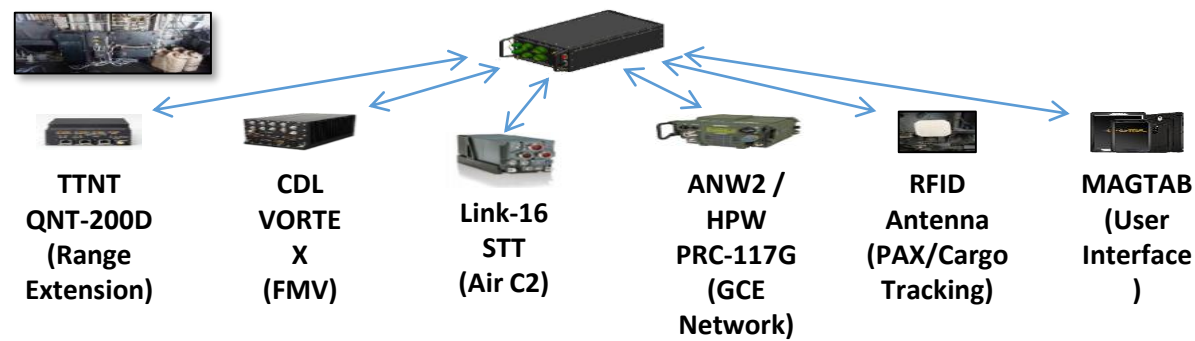 TTNT
QNT-200D
(Range
Extension)
CDL
VORTE
X
(FMV)
Link-16
STT
(Air C2)
ANW2 /
HPW
PRC-117G
(GCE
Network)
RFID
Antenna
(PAX/Cargo
Tracking)
MAGTAB
(User
Interface
)